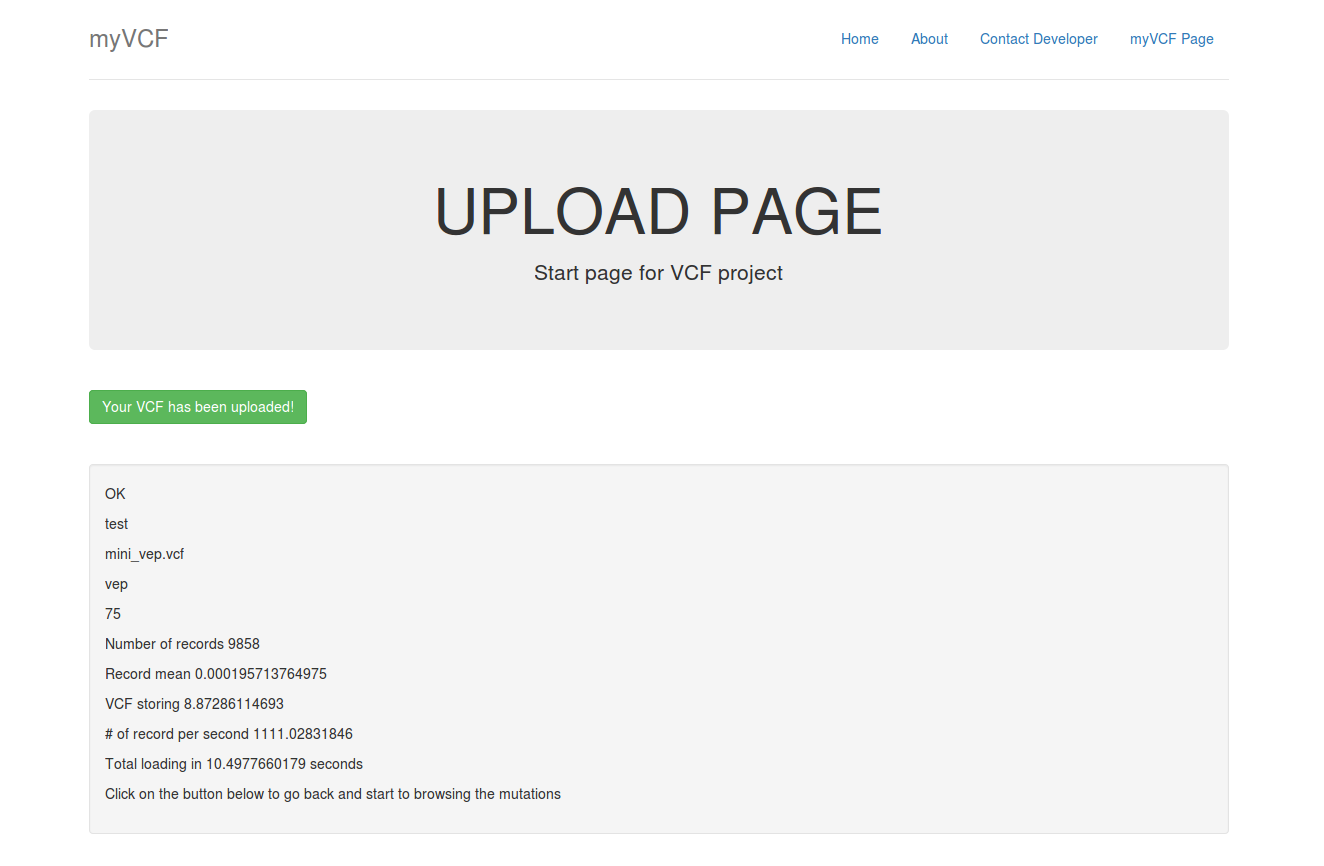 myVCF
Home About Contact Developer myVCF Page
UPLOAD PAGE
Start page for VCF project
Your VCF has been uploaded!
OK
test
mini_vep.vcf
vep
75
Number of records 9858
Record mean 0.000195713764975
VCF storing 8.87286114693
# of record per second 1111.02831846
Total loading in 10.4977660179 seconds
Click on the button below to go back and start to browsing the mutations